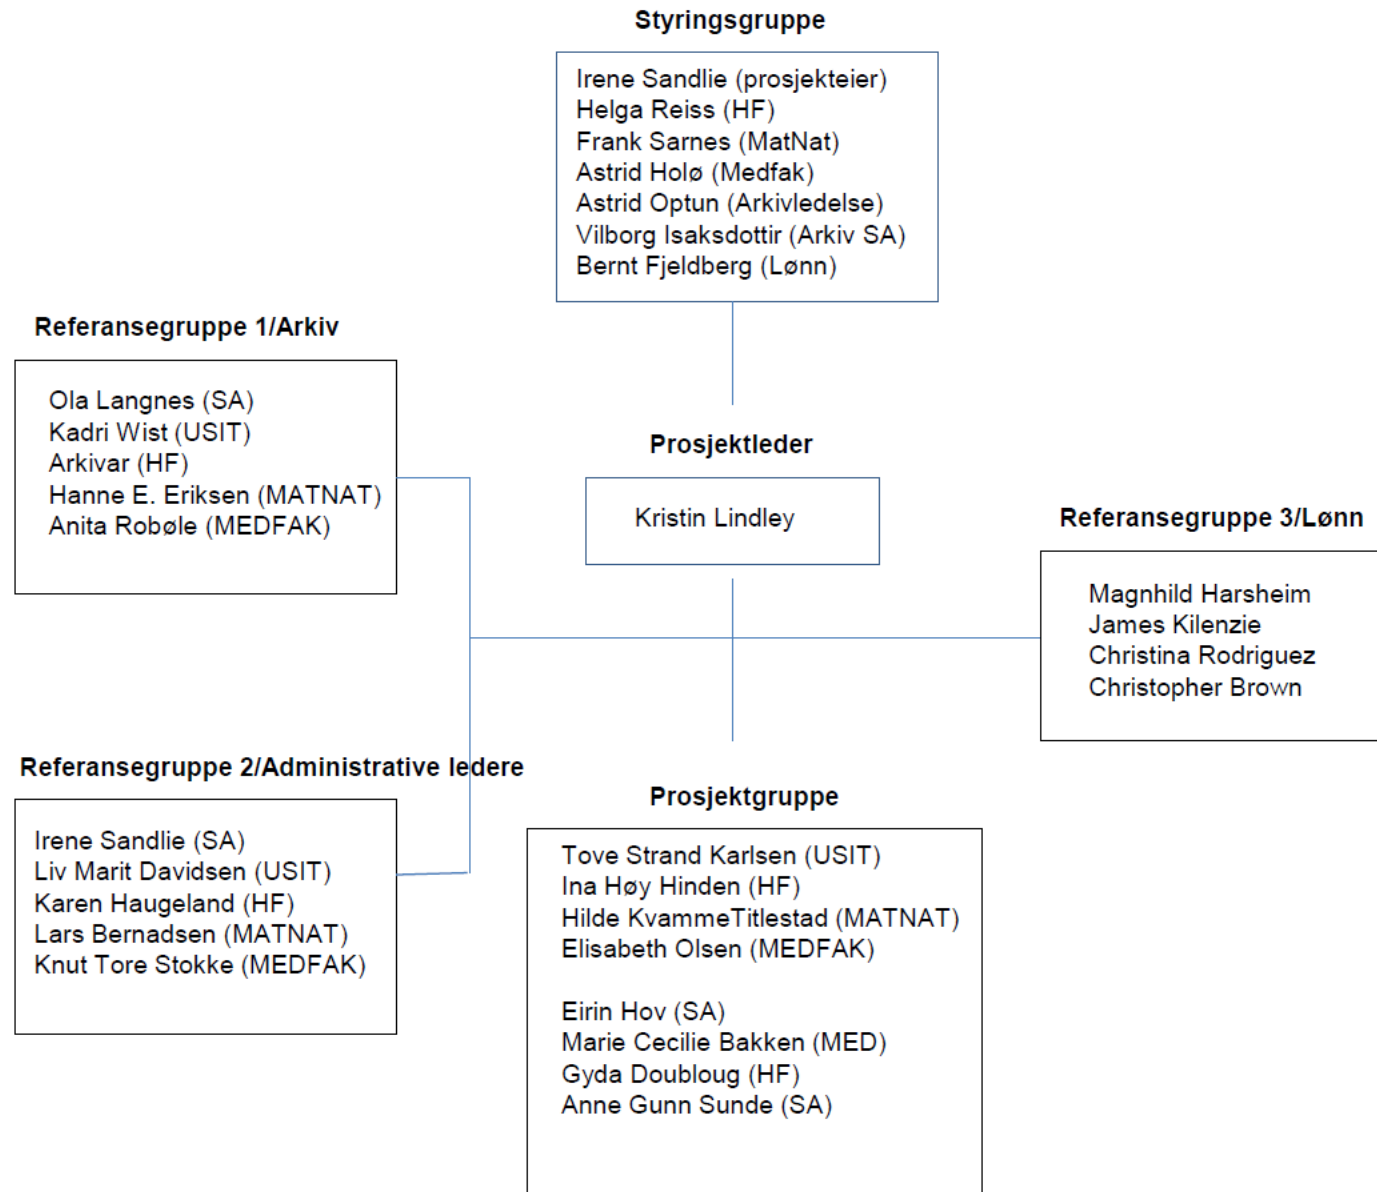 Styringsgruppe
Irene Sandlie (prosjekteier)
Helga Reiss (HF)
Frank Sarnes (MatNat)
Astrid Holø (Medfak)
Astrid Optun (Arkivledelse)
Vilborg Isaksdottir (Arkiv SA)
Bernt Fjeldberg (Lønn)
Referansegruppe 1/Arkiv
Ola Langnes (SA)
Kadri Wist (USIT)
Arkivar (HF)
Hanne E. Eriksen (MATNAT)
Anita Robøle (MEDFAK)
Prosjektleder
Kristin Lindley
Referansegruppe 3/Lønn
Magnhild Harsheim
James Kilenzie
Christina Rodriguez
Christopher Brown
Referansegruppe 2/Administrative ledere
Irene Sandlie (SA)
Liv Marit Davidsen (USIT)
Karen Haugeland (HF)
Lars Bernadsen (MATNAT)
Knut Tore Stokke (MEDFAK)
Prosjektgruppe
Tove Strand Karlsen (USIT)
Ina Høy Hinden (HF)
Hilde KvammeTitlestad (MATNAT)
Elisabeth Olsen (MEDFAK)
Eirin Hov (SA)
Marie Cecilie Bakken (MED)
Gyda Doubloug (HF)
Anne Gunn Sunde (SA)